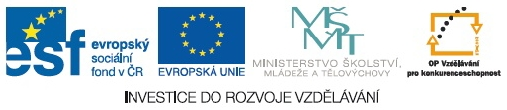 esf
evropský
sociální
fond v ČR
EVROPSKÁ UNIE
MŠMT
MINISTERSTVO ŠKOLSTVÍ,
MLÁDEŽE A TĚLOVÝCHOVY
OP Vzdělávání
pro konkurenceschopnost
INVESTICE DO ROZVOJE VZDĚLÁVÁNÍ